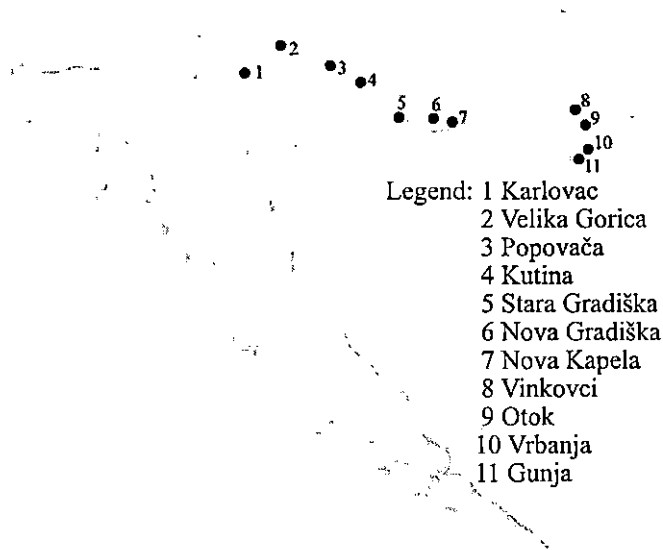 2
1
3
4
5
6
7
8
9
10
11
Legend: 1 Karlovac
2 Velika Gorica
3 Popovača
4 Kutina
5 Stara Gradiška
6 Nova Gradiška
7 Nova Kapela
8 Vinkovci
9 Otok
10 Vrbanja
11 Gunja